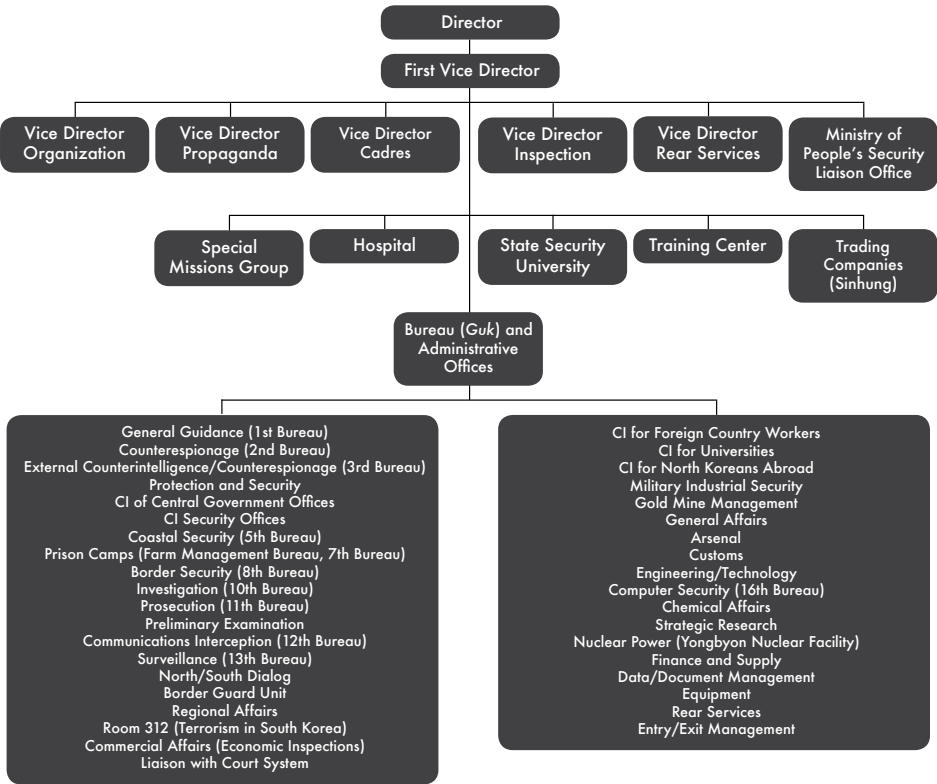 Director
First Vice Director
Vice Director
Organization
Vice Director
Propaganda
Vice Director
Cadres
Vice Director
Inspection
Vice Director
Rear Services
Ministry of
People’s Security
Liaison Office
Special
Missions Group
Hospital
State Security
University
Training Center
Trading
Companies
(Sinhung)
Bureau (Guk) and
Administrative
Offices
General Guidance (1st Bureau)
Counterespionage (2nd Bureau)
External Counterintelligence/Counterespionage (3rd Bureau)
Protection and Security
CI of Central Government Offices
CI Security Offices
Coastal Security (5th Bureau)
Prison Camps (Farm Management Bureau, 7th Bureau)
Border Security (8th Bureau)
Investigation (10th Bureau)
Prosecution (11th Bureau)
Preliminary Examination
Communications Interception (12th Bureau)
Surveillance (13th Bureau)
North/South Dialog
Border Guard Unit
Regional Affairs
Room 312 (Terrorism in South Korea)
Commercial Affairs (Economic Inspections)
Liaison with Court System
CI for Foreign Country Workers
CI for Universities
CI for North Koreans Abroad
Military Industrial Security
Gold Mine Management
General Affairs
Arsenal
Customs
Engineering/Technology
Computer Security (16th Bureau)
Chemical Affairs
Strategic Research
Nuclear Power (Yongbyon Nuclear Facility)
Finance and Supply
Data/Document Management
Equipment
Rear Services
Entry/Exit Management